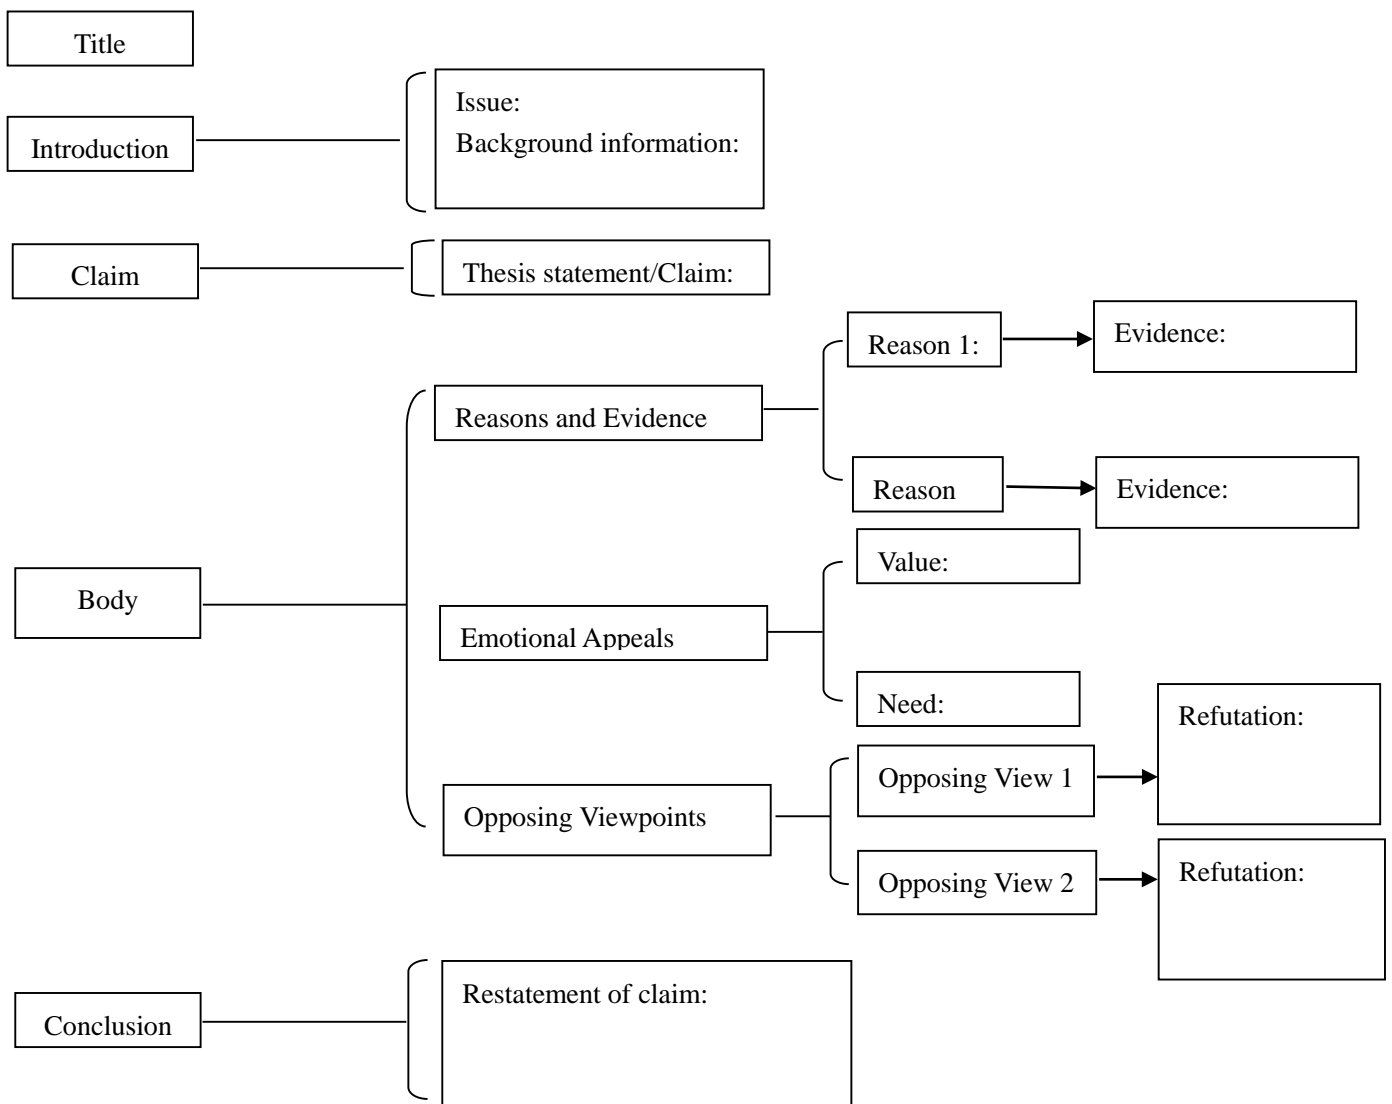 Title
Introduction
Issue:
Background information:
Claim
Thesis statement/Claim:
Body
Reasons and Evidence
Reason 1:
Evidence:
Reason
Evidence:
Emotional Appeals
Value:
Need:
Opposing Viewpoints
Opposing View 1
Refutation:
Opposing View 2
Refutation:
Conclusion
Restatement of claim: